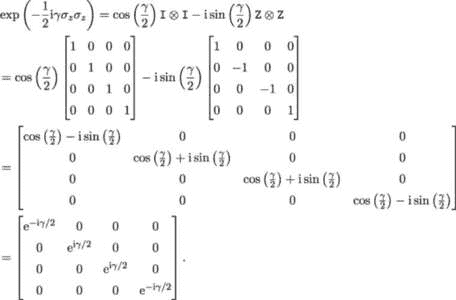 exp(−1/2 iγσ_zσ_z) = cos(γ/2) I ⊗ I − i sin(γ/2) Z ⊗ Z
= cos(γ/2) [1 0 0 0; 0 1 0 0; 0 0 1 0; 0 0 0 1] − i sin(γ/2) [1 0 0 0; 0 −1 0 0; 0 0 −1 0; 0 0 0 1]
= [cos(γ/2) − i sin(γ/2) 0 0 0; 0 cos(γ/2) + i sin(γ/2) 0 0; 0 0 cos(γ/2) + i sin(γ/2) 0; 0 0 0 cos(γ/2) − i sin(γ/2)]
= [e^{−iγ/2} 0 0 0; 0 e^{iγ/2} 0 0; 0 0 e^{iγ/2} 0; 0 0 0 e^{−iγ/2}].